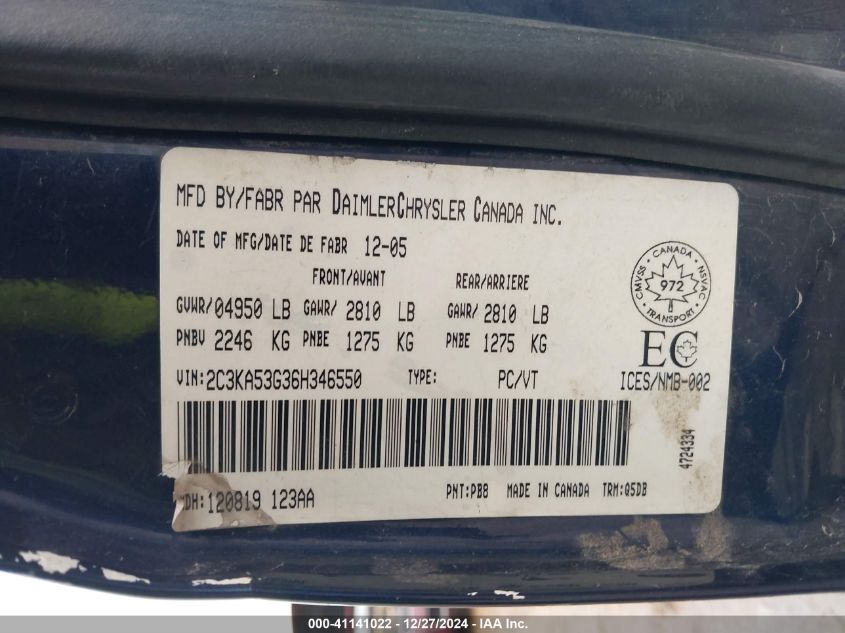 MFD BY/FABR PAR DAIMLERCHRYSLER CANADA INC.
DATE OF MFG/DATE DE FABR 12-05
FRONT/AVANT REAR/ARRIERE
GVWR/04950 LB GAWR/ 2810 LB GAWR/ 2810 LB
PNBV 2246 KG PNBE 1275 KG PNBE 1275 KG
VIN:2C3KA53G36H346550 TYPE: PC/VT
CMVSS · CANADA · NSVAC · TRANSPORT
972
EC
ICES/NMB-002
4724334
MDH:120819 123AA PNT:PB8 MADE IN CANADA TRM:Q5DB
000-41141022 - 12/27/2024 - IAA Inc.